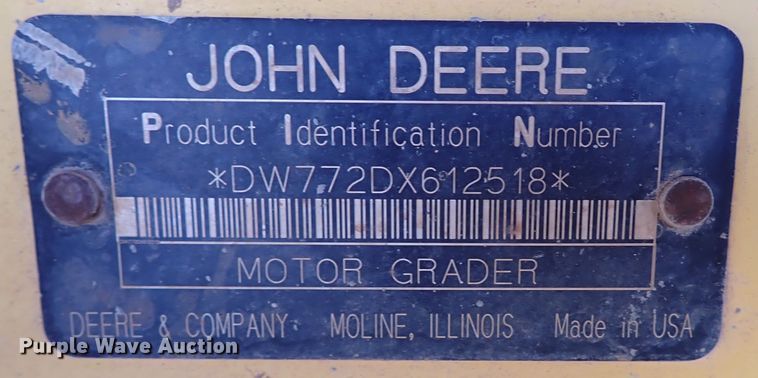 JOHN DEERE
Product Identification Number
*DW772DX612518*
MOTOR GRADER
DEERE & COMPANY MOLINE, ILLINOIS Made in USA
Purple Wave Auction